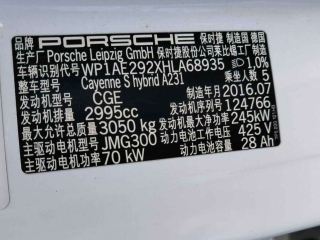 品牌 PORSCHE 保时捷 制造国 德国
生产厂 Porsche Leipzig GmbH 保时捷股份公司莱比锡工厂 制造
车辆识别代号 WP1AE292XHLA68935 1.0%
整车型号 Cayenne S hybrid A231 乘坐人数 5
发动机型号 CGE 制造年月 2016.07
发动机排量 2995cc 发动机号 124766
最大允许总质量 3050 kg 发动机最大净功率 245kW
主驱动电机型号 JMG300 动力电池工作电压 425 V
主驱动电机功率 70 kW 动力电池容量 28 Ah